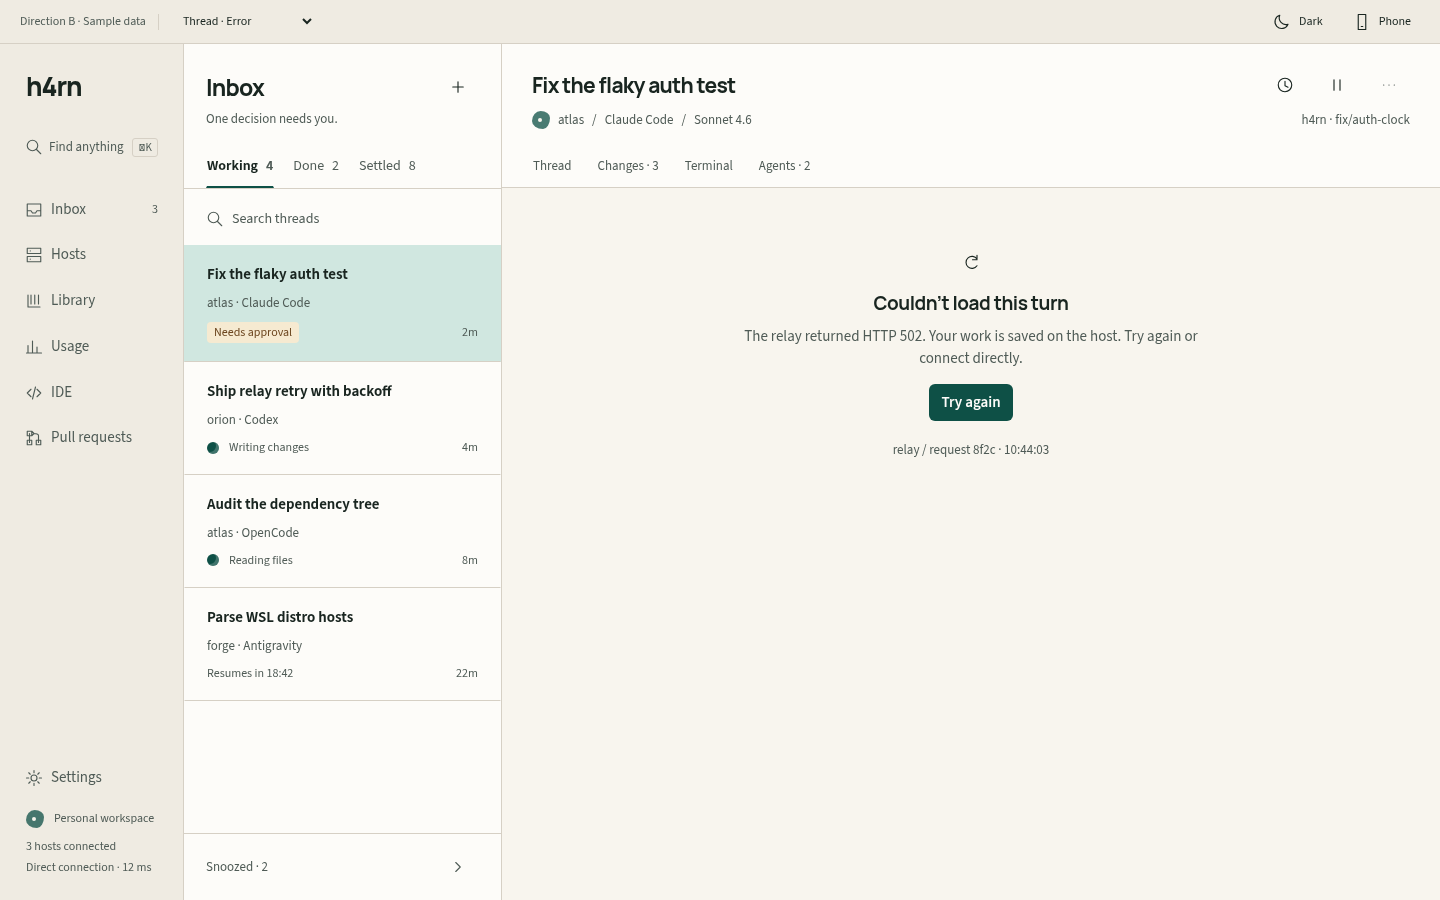 Direction B · Sample data
Thread · Error
Dark
Phone
h4rn
Find anything
K
Inbox 3
Hosts
Library
Usage
IDE
Pull requests
Settings
Personal workspace
3 hosts connected
Direct connection · 12 ms
Inbox
One decision needs you.
Working 4 Done 2 Settled 8
Search threads
Fix the flaky auth test
atlas · Claude Code
Needs approval 2m
Ship relay retry with backoff
orion · Codex
Writing changes 4m
Audit the dependency tree
atlas · OpenCode
Reading files 8m
Parse WSL distro hosts
forge · Antigravity
Resumes in 18:42 22m
Snoozed · 2
Fix the flaky auth test
atlas / Claude Code / Sonnet 4.6
h4rn · fix/auth-clock
Thread Changes · 3 Terminal Agents · 2
Couldn’t load this turn
The relay returned HTTP 502. Your work is saved on the host. Try again or
connect directly.
Try again
relay / request 8f2c · 10:44:03